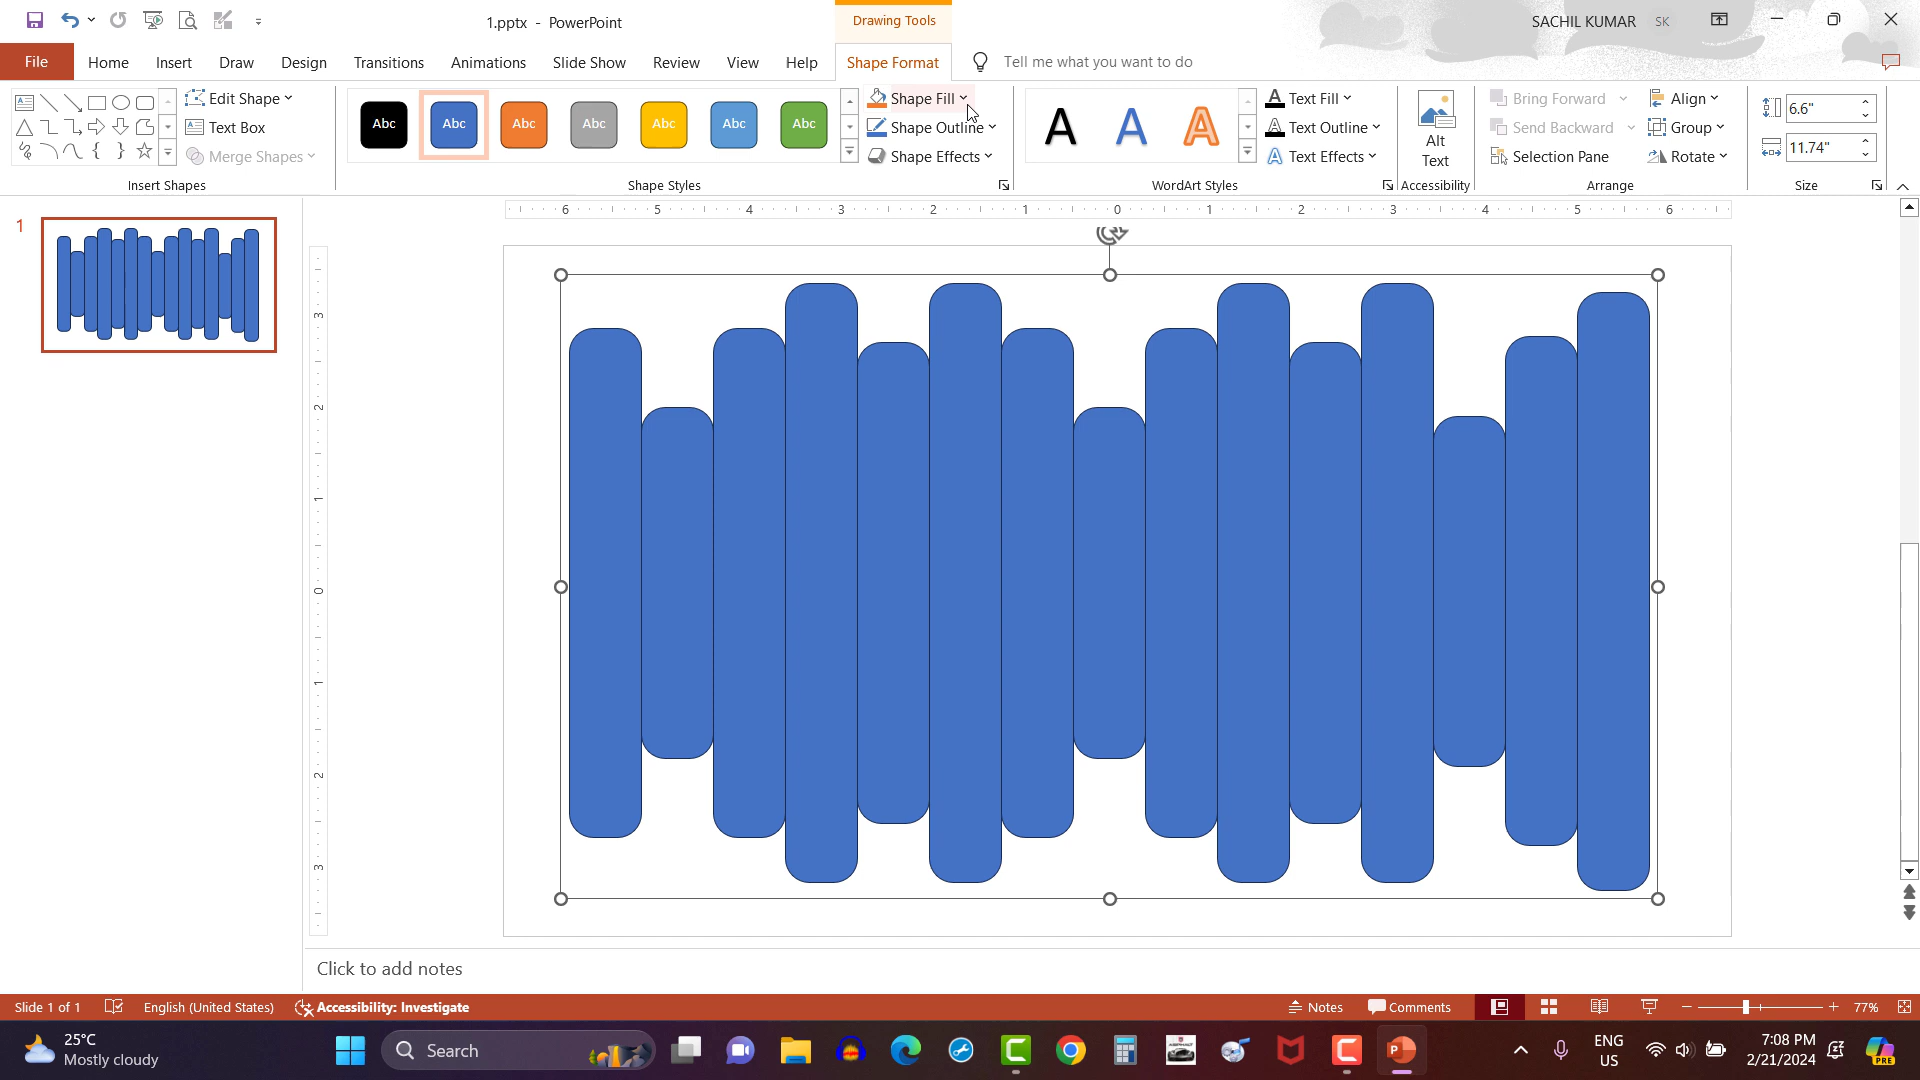 1.pptx - PowerPoint
Drawing Tools
SACHIL KUMAR SK
File Home Insert Draw Design Transitions Animations Slide Show Review View Help Shape Format Tell me what you want to do
Edit Shape
Text Box
Merge Shapes
Insert Shapes
Abc Abc Abc Abc Abc Abc Abc
Shape Fill
Shape Outline
Shape Effects
Shape Styles
A A A
Text Fill
Text Outline
Text Effects
WordArt Styles
Alt
Text
Accessibility
Bring Forward
Send Backward
Selection Pane
Align
Group
Rotate
Arrange
6.6"
11.74"
Size
6 5 4 3 2 1 0 1 2 3 4 5 6
1
3
2
1
0
1
2
3
Click to add notes
Slide 1 of 1 English (United States) Accessibility: Investigate Notes Comments 77%
25°C
Mostly cloudy
Search
ENG
US
7:08 PM
2/21/2024
PRE